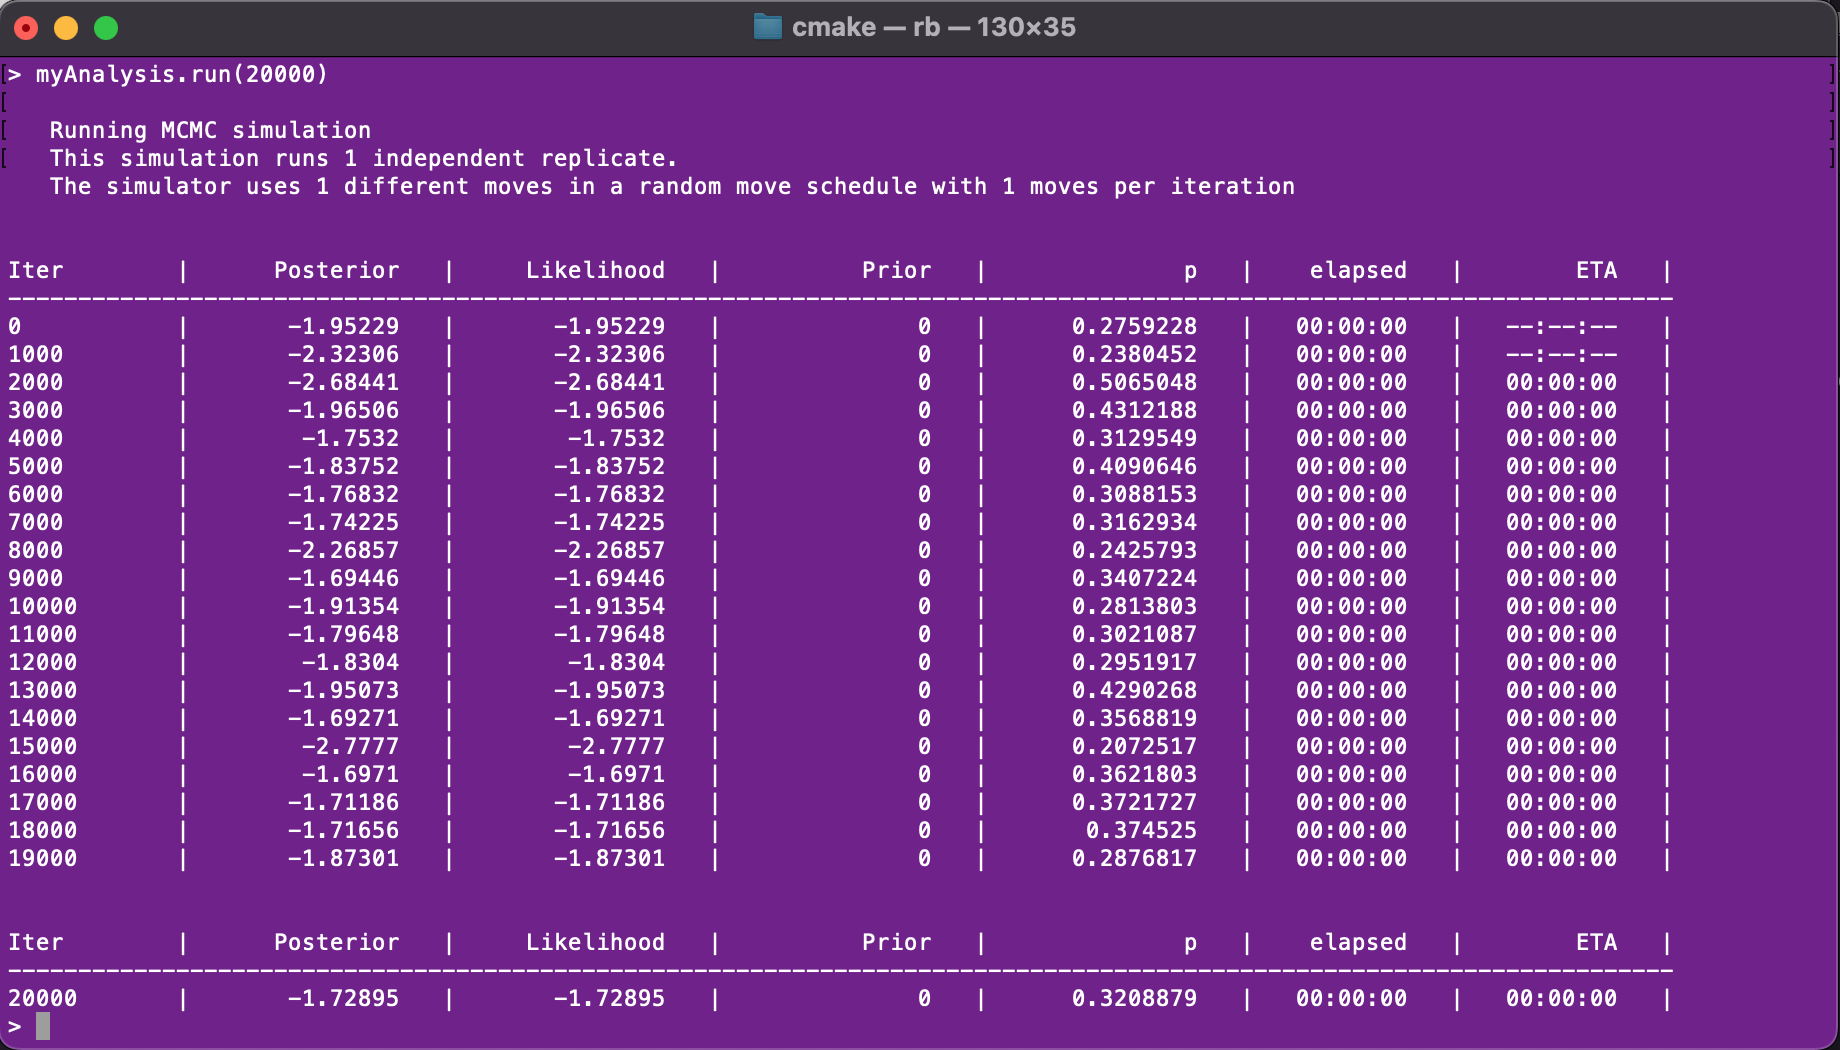 cmake — rb — 130×35
[> myAnalysis.run(20000) ]
[ ]
[ Running MCMC simulation ]
[ This simulation runs 1 independent replicate. ]
The simulator uses 1 different moves in a random move schedule with 1 moves per iteration
Iter | Posterior | Likelihood | Prior | p | elapsed | ETA |
-----------------------------------------------------------------------------------------------------------------------
0 | -1.95229 | -1.95229 | 0 | 0.2759228 | 00:00:00 | --:--:-- |
1000 | -2.32306 | -2.32306 | 0 | 0.2380452 | 00:00:00 | --:--:-- |
2000 | -2.68441 | -2.68441 | 0 | 0.5065048 | 00:00:00 | 00:00:00 |
3000 | -1.96506 | -1.96506 | 0 | 0.4312188 | 00:00:00 | 00:00:00 |
4000 | -1.7532 | -1.7532 | 0 | 0.3129549 | 00:00:00 | 00:00:00 |
5000 | -1.83752 | -1.83752 | 0 | 0.4090646 | 00:00:00 | 00:00:00 |
6000 | -1.76832 | -1.76832 | 0 | 0.3088153 | 00:00:00 | 00:00:00 |
7000 | -1.74225 | -1.74225 | 0 | 0.3162934 | 00:00:00 | 00:00:00 |
8000 | -2.26857 | -2.26857 | 0 | 0.2425793 | 00:00:00 | 00:00:00 |
9000 | -1.69446 | -1.69446 | 0 | 0.3407224 | 00:00:00 | 00:00:00 |
10000 | -1.91354 | -1.91354 | 0 | 0.2813803 | 00:00:00 | 00:00:00 |
11000 | -1.79648 | -1.79648 | 0 | 0.3021087 | 00:00:00 | 00:00:00 |
12000 | -1.8304 | -1.8304 | 0 | 0.2951917 | 00:00:00 | 00:00:00 |
13000 | -1.95073 | -1.95073 | 0 | 0.4290268 | 00:00:00 | 00:00:00 |
14000 | -1.69271 | -1.69271 | 0 | 0.3568819 | 00:00:00 | 00:00:00 |
15000 | -2.7777 | -2.7777 | 0 | 0.2072517 | 00:00:00 | 00:00:00 |
16000 | -1.6971 | -1.6971 | 0 | 0.3621803 | 00:00:00 | 00:00:00 |
17000 | -1.71186 | -1.71186 | 0 | 0.3721727 | 00:00:00 | 00:00:00 |
18000 | -1.71656 | -1.71656 | 0 | 0.374525 | 00:00:00 | 00:00:00 |
19000 | -1.87301 | -1.87301 | 0 | 0.2876817 | 00:00:00 | 00:00:00 |
Iter | Posterior | Likelihood | Prior | p | elapsed | ETA |
-----------------------------------------------------------------------------------------------------------------------
20000 | -1.72895 | -1.72895 | 0 | 0.3208879 | 00:00:00 | 00:00:00 |
>